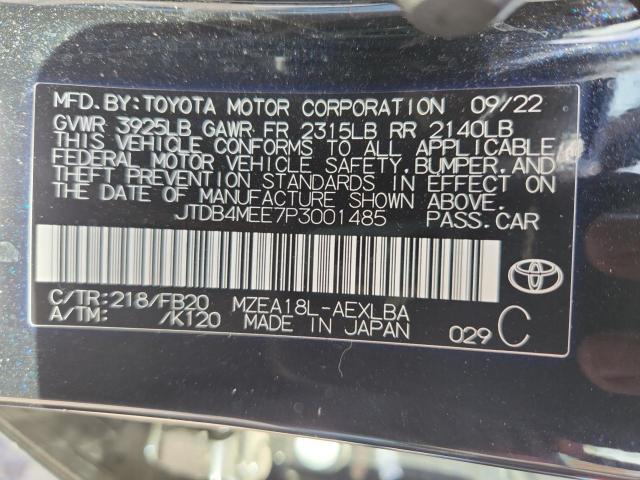 MFD.BY:TOYOTA MOTOR CORPORATION 09/22
GVWR 3925LB GAWR FR 2315LB RR 2140LB
THIS VEHICLE CONFORMS TO ALL APPLICABLE
FEDERAL MOTOR VEHICLE SAFETY, BUMPER, AND
THEFT PREVENTION STANDARDS IN EFFECT ON
THE DATE OF MANUFACTURE SHOWN ABOVE.
JTDB4MEE7P3001485 PASS.CAR
C/TR:218/FB20 MZEA18L-AEXLBA
A/TM: /K120 MADE IN JAPAN 029 C